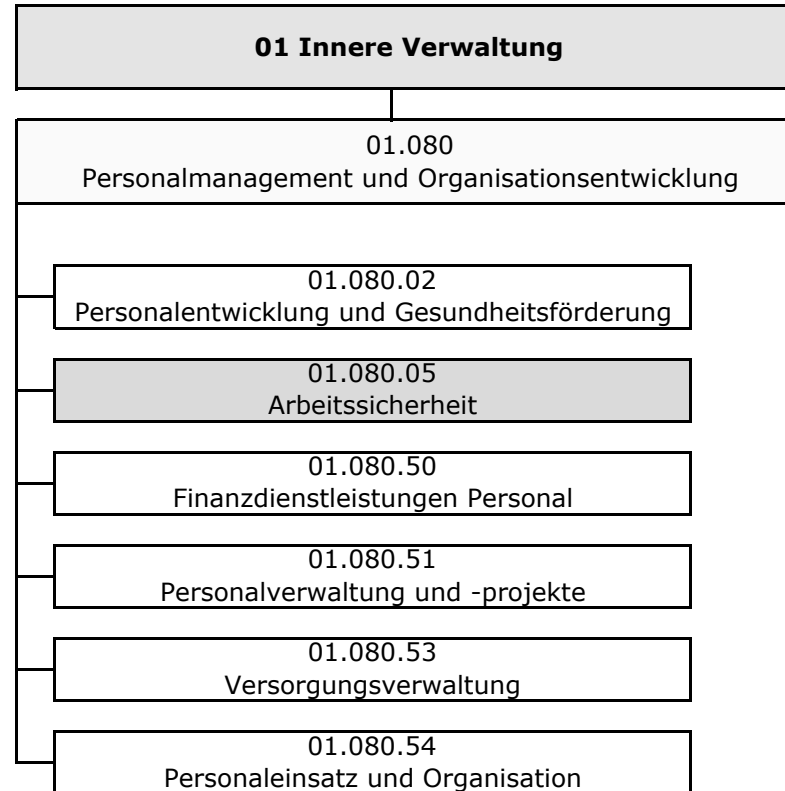 01 Innere Verwaltung
01.080
Personalmanagement und Organisationsentwicklung
01.080.02
Personalentwicklung und Gesundheitsförderung
01.080.05
Arbeitssicherheit
01.080.50
Finanzdienstleistungen Personal
01.080.51
Personalverwaltung und -projekte
01.080.53
Versorgungsverwaltung
01.080.54
Personaleinsatz und Organisation